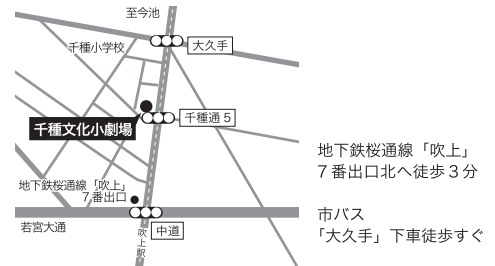 至今池
大久手
千種小学校
千種通5
千種文化小劇場
地下鉄桜通線「吹上」
7番出口
若宮大通
中道
吹上駅
地下鉄桜通線「吹上」
7番出口北へ徒歩3分
市バス
「大久手」下車徒歩すぐ